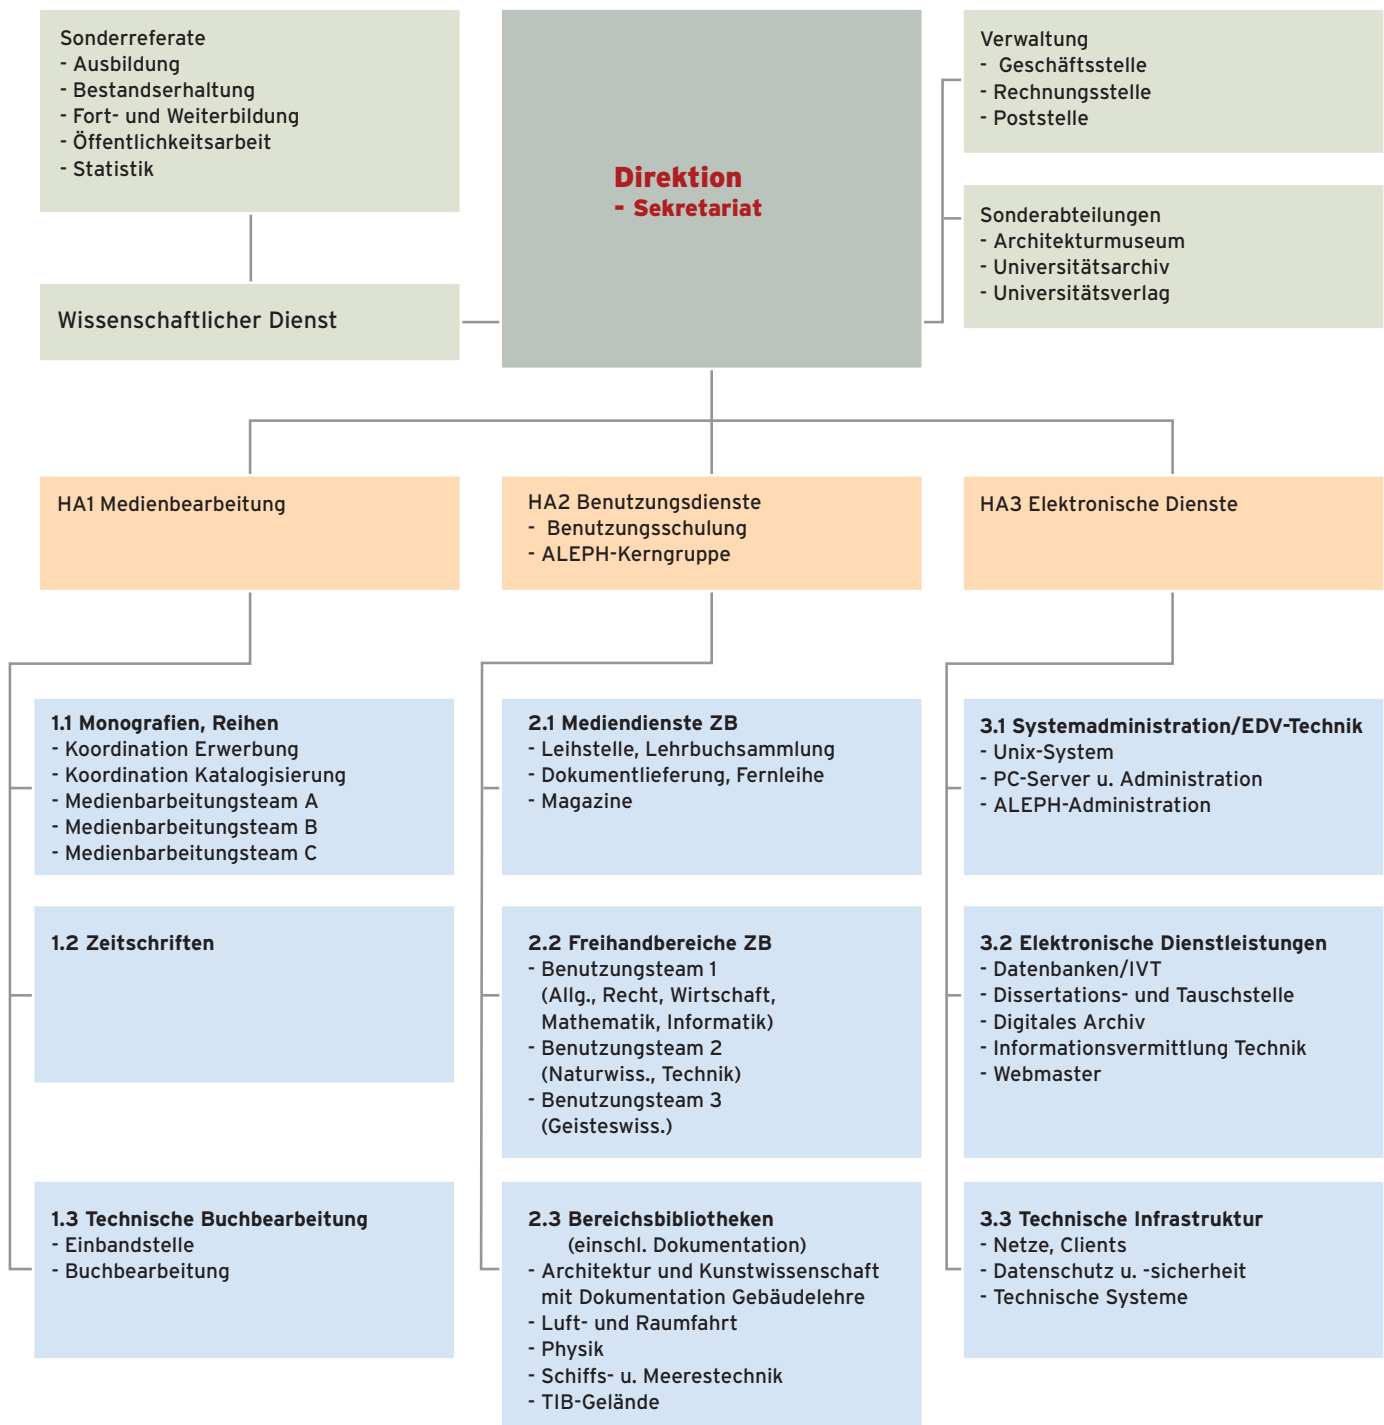 Sonderreferate
- Ausbildung
- Bestandserhaltung
- Fort- und Weiterbildung
- Öffentlichkeitsarbeit
- Statistik
Wissenschaftlicher Dienst
Direktion
- Sekretariat
Verwaltung
- Geschäftsstelle
- Rechnungsstelle
- Poststelle
Sonderabteilungen
- Architekturmuseum
- Universitätsarchiv
- Universitätsverlag
HA1 Medienbearbeitung
HA2 Benutzungsdienste
- Benutzungsschulung
- ALEPH-Kerngruppe
HA3 Elektronische Dienste
1.1 Monografien, Reihen
- Koordination Erwerbung
- Koordination Katalogisierung
- Medienbarbeitungsteam A
- Medienbarbeitungsteam B
- Medienbarbeitungsteam C
1.2 Zeitschriften
1.3 Technische Buchbearbeitung
- Einbandstelle
- Buchbearbeitung
2.1 Mediendienste ZB
- Leihstelle, Lehrbuchsammlung
- Dokumentlieferung, Fernleihe
- Magazine
2.2 Freihandbereiche ZB
- Benutzungsteam 1
(Allg., Recht, Wirtschaft,
Mathematik, Informatik)
- Benutzungsteam 2
(Naturwiss., Technik)
- Benutzungsteam 3
(Geisteswiss.)
2.3 Bereichsbibliotheken
(einschl. Dokumentation)
- Architektur und Kunstwissenschaft
mit Dokumentation Gebäudelehre
- Luft- und Raumfahrt
- Physik
- Schiffs- u. Meerestechnik
- TIB-Gelände
3.1 Systemadministration/EDV-Technik
- Unix-System
- PC-Server u. Administration
- ALEPH-Administration
3.2 Elektronische Dienstleistungen
- Datenbanken/IVT
- Dissertations- und Tauschstelle
- Digitales Archiv
- Informationsvermittlung Technik
- Webmaster
3.3 Technische Infrastruktur
- Netze, Clients
- Datenschutz u. -sicherheit
- Technische Systeme